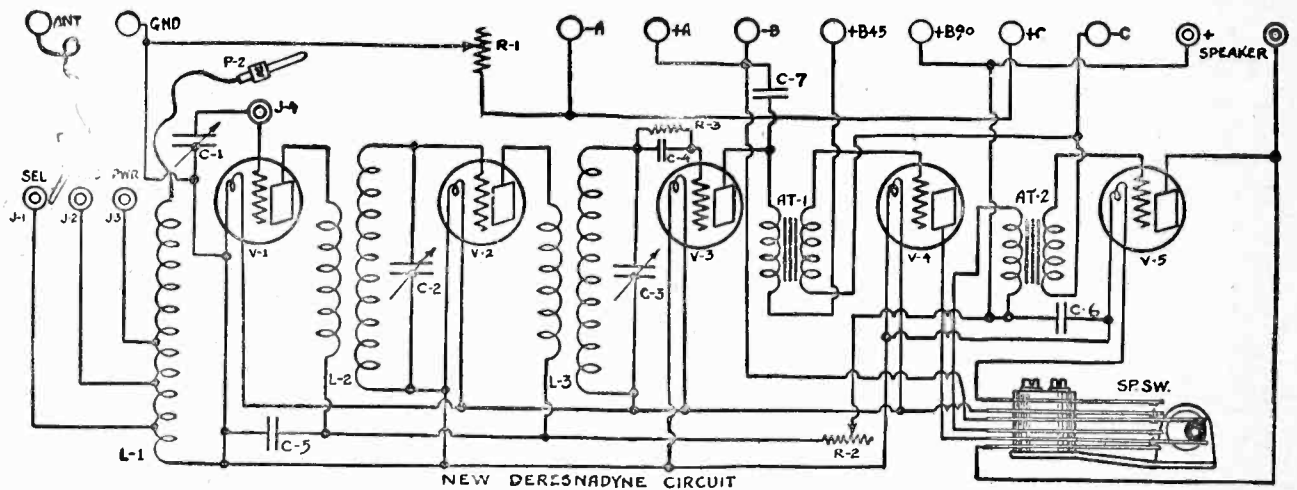 ANT
GND
R-1
-A
+A
-B
+B45
+B90
-C
+
SPEAKER
P-2
C-7
J-4
C-1
R-3
C-4
SEL
PWR
J-1
J-2
J3
V-1
C-2
V-2
C-3
V-3
AT-1
V-4
AT-2
V-5
C-6
L-2
L-3
SP.SW.
C-5
L-1
R-2
NEW DERESNADYNE CIRCUIT